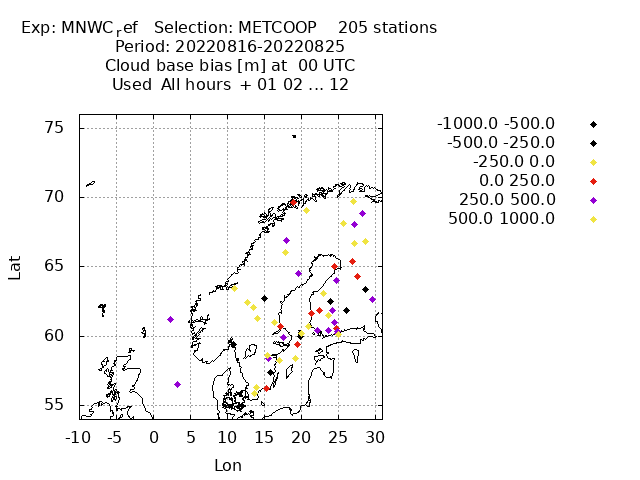 Exp: MNWCref Selection: METCOOP 205 stations
Period: 20220816-20220825
Cloud base bias [m] at 00 UTC
Used All hours + 01 02 ... 12
75
70
65
60
55
-10 -5 0 5 10 15 20 25 30
Lat
Lon
-1000.0 -500.0
-500.0 -250.0
-250.0 0.0
0.0 250.0
250.0 500.0
500.0 1000.0